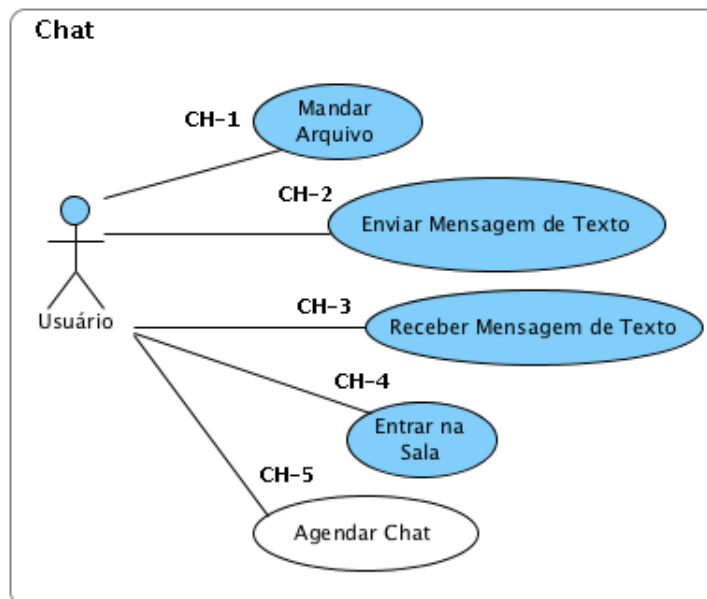 Chat
CH-1
Mandar
Arquivo
CH-2
Enviar Mensagem de Texto
Usuário
CH-3
Receber Mensagem de Texto
CH-4
Entrar na
Sala
CH-5
Agendar Chat